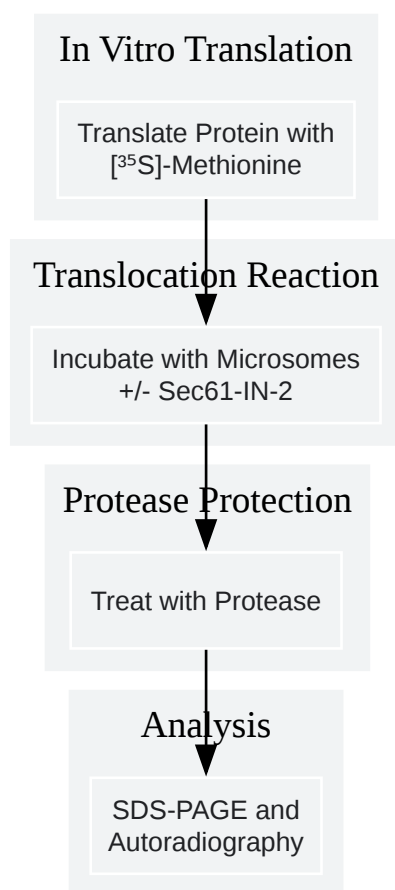 In Vitro Translation
Translate Protein with
[³⁵S]-Methionine
Translocation Reaction
Incubate with Microsomes
+/- Sec61-IN-2
Protease Protection
Treat with Protease
Analysis
SDS-PAGE and
Autoradiography